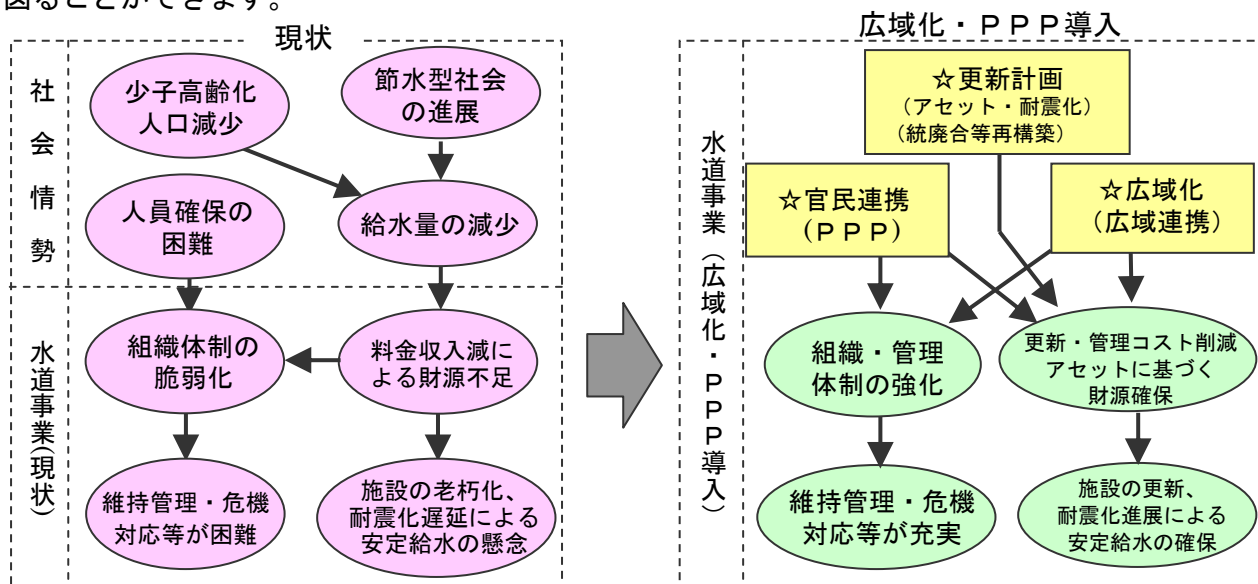 図ることができます。
現状
社会情勢
少子高齢化
人口減少
節水型社会
の進展
人員確保の
困難
給水量の減少
水道事業(現状)
組織体制の
脆弱化
料金収入減に
よる財源不足
維持管理・危機
対応等が困難
施設の老朽化、
耐震化遅延による
安定給水の懸念
広域化・ＰＰＰ導入
水道事業（広域化・ＰＰＰ導入）
☆更新計画
（アセット・耐震化）
（統廃合等再構築）
☆官民連携
（ＰＰＰ）
☆広域化
（広域連携）
組織・管理
体制の強化
更新・管理コスト削減
アセットに基づく
財源確保
維持管理・危機
対応等が充実
施設の更新、
耐震化進展による
安定給水の確保